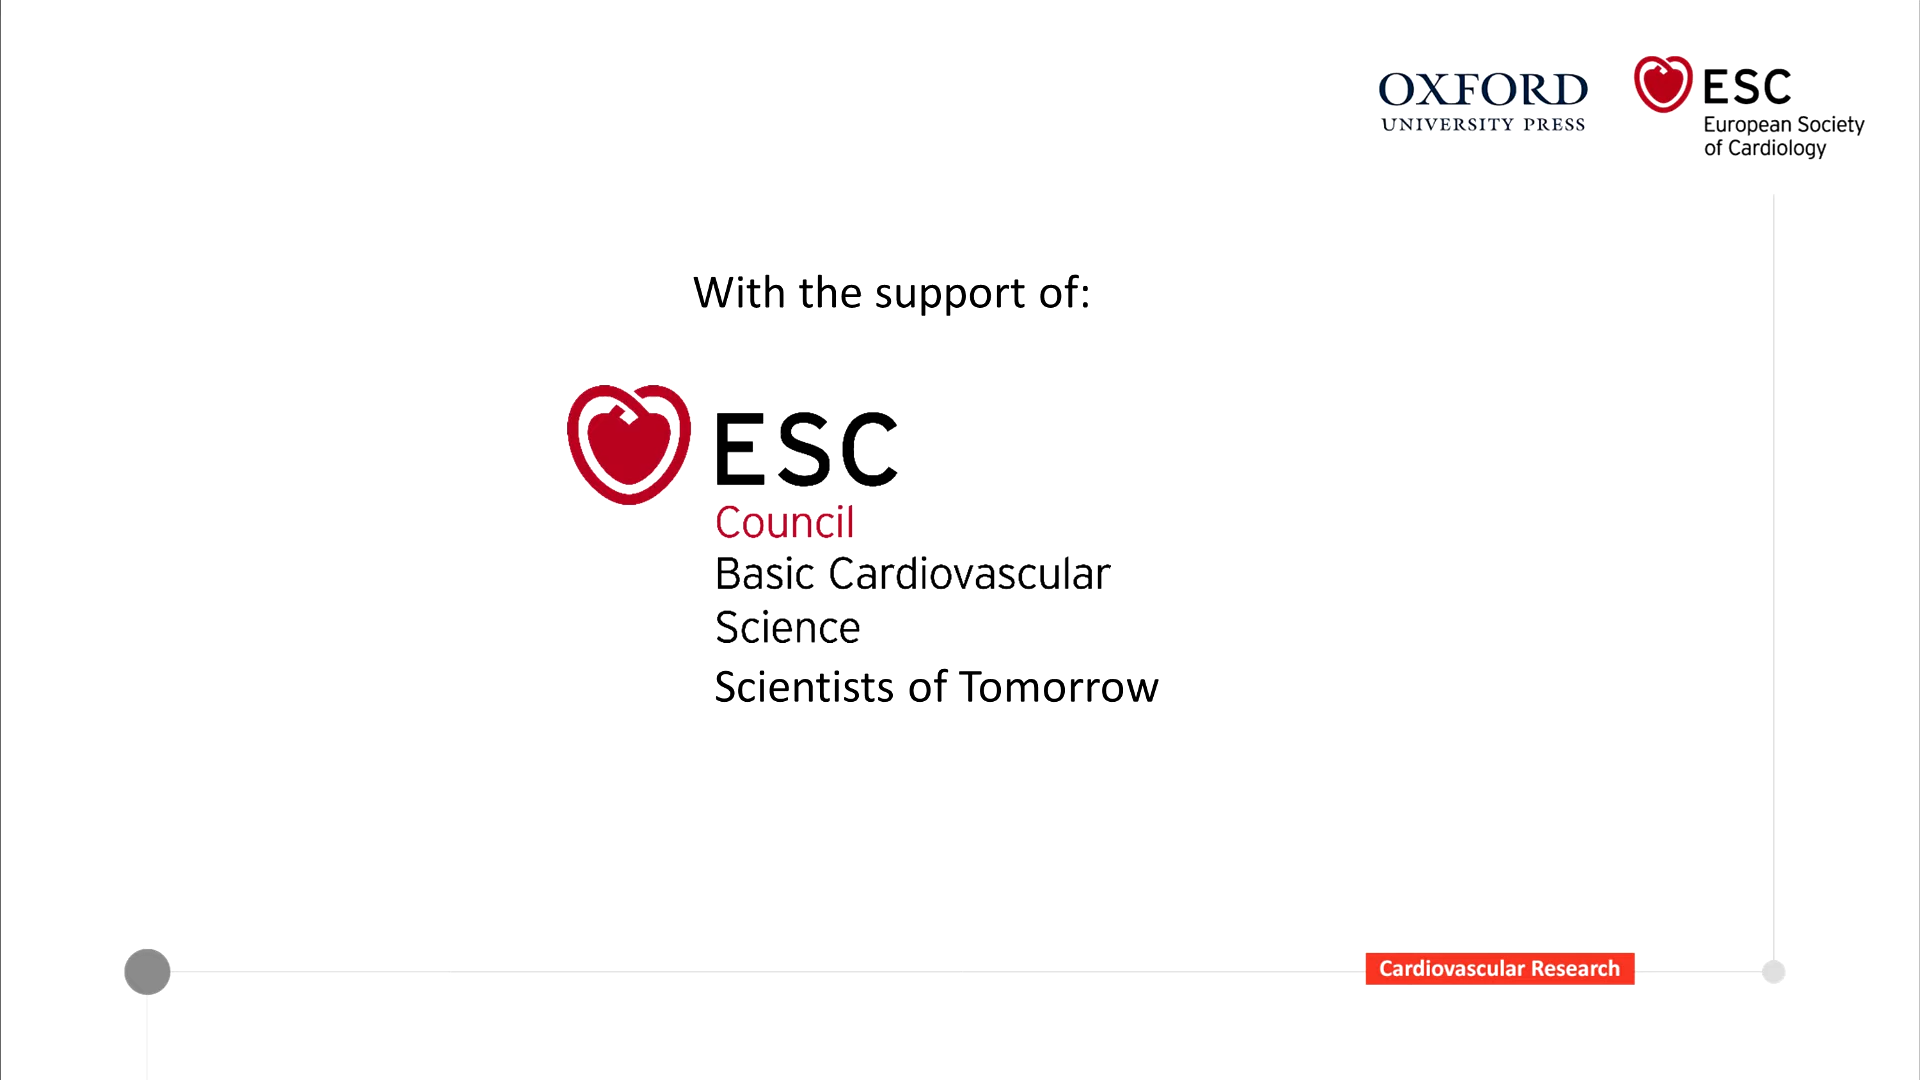 OXFORD
UNIVERSITY PRESS
ESC
European Society
of Cardiology
With the support of:
ESC
Council
Basic Cardiovascular
Science
Scientists of Tomorrow
Cardiovascular Research